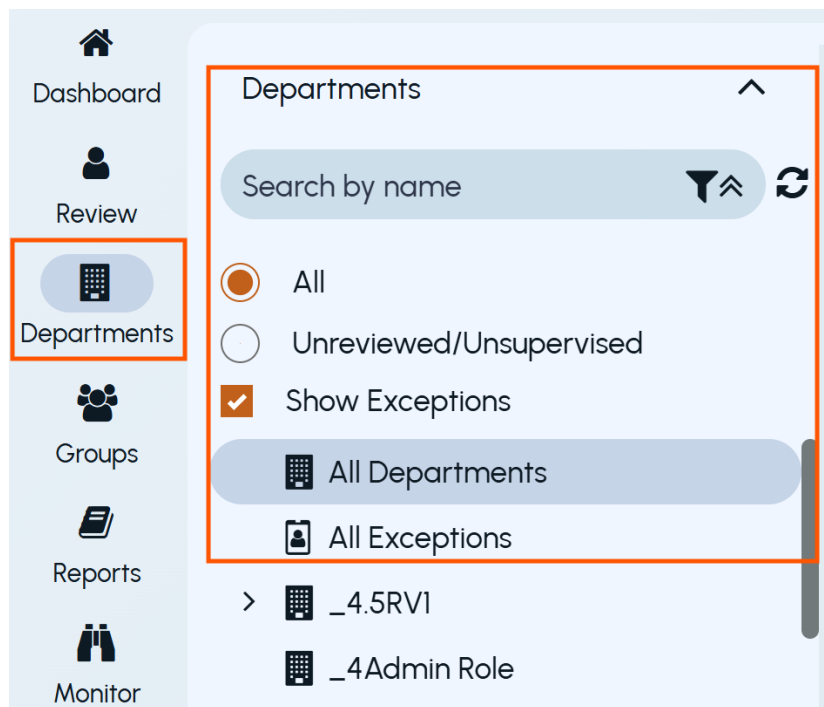 Dashboard
Review
Departments
Groups
Reports
Monitor
Departments
Search by name
All
Unreviewed/Unsupervised
Show Exceptions
All Departments
All Exceptions
_4.5RV1
_4Admin Role